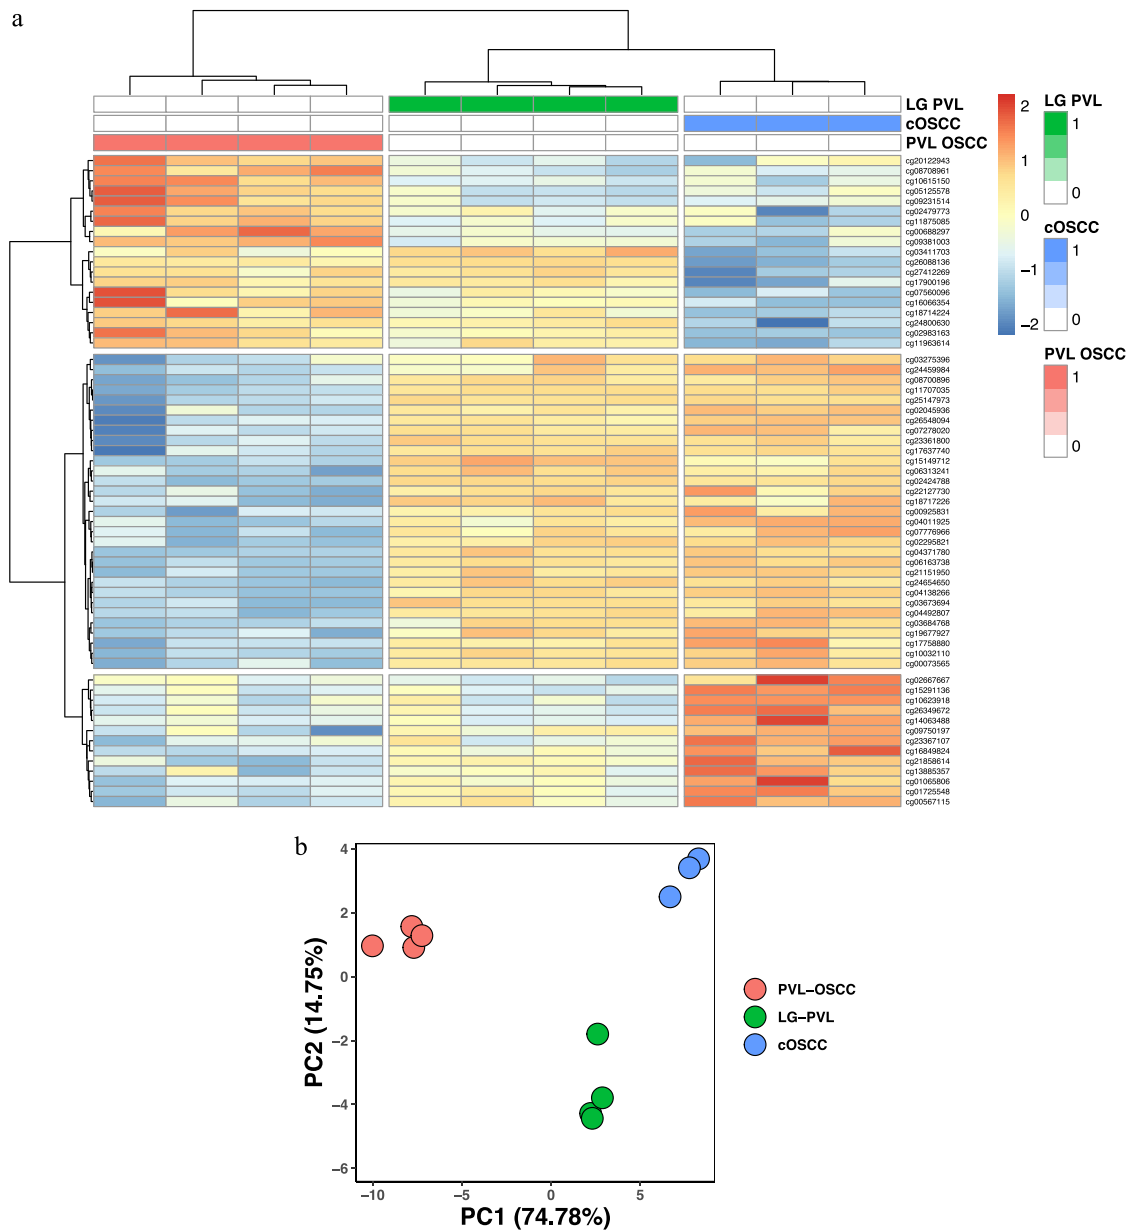 a
LG PVL
cOSCC
PVL OSCC
cg20122943
cg08708961
cg10615150
cg05125578
cg09231514
cg02479773
cg11875085
cg00688297
cg09381003
cg03411703
cg26088136
cg27412269
cg17900196
cg07560096
cg16066354
cg18714224
cg24800630
cg02983163
cg11963614
cg03275396
cg24459984
cg08700896
cg11707035
cg25147973
cg02045936
cg26548094
cg07278020
cg23361800
cg17637740
cg15149712
cg06313241
cg02424788
cg22127730
cg18717226
cg00925831
cg04011925
cg07776966
cg02295821
cg04371780
cg06163738
cg21151950
cg24654650
cg04138266
cg03673694
cg04492807
cg03684768
cg19677927
cg17758880
cg10032110
cg00073565
cg02667667
cg15291136
cg10623918
cg26349672
cg14063488
cg09750197
cg23367107
cg16849824
cg21858614
cg13885357
cg01065806
cg01725548
cg00567115
2
1
0
−1
−2
LG PVL
1
0
cOSCC
1
0
PVL OSCC
1
0
b
PC2 (14.75%)
4
2
0
−2
−4
−6
−10
−5
0
5
PC1 (74.78%)
PVL−OSCC
LG−PVL
cOSCC